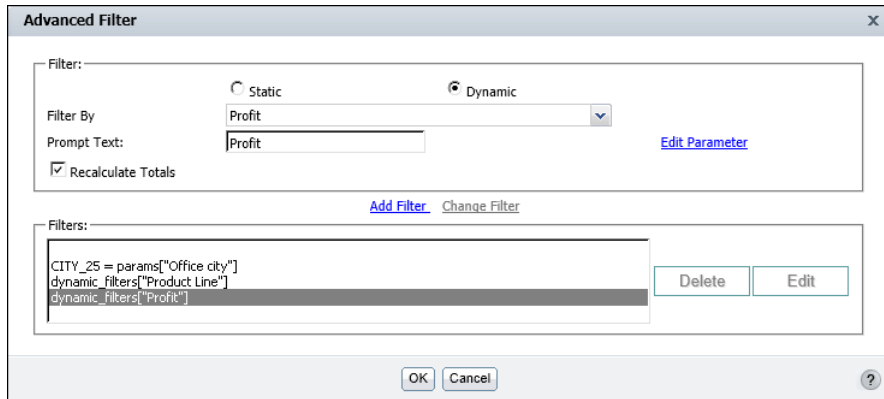 Advanced Filter x
Filter:
Static Dynamic
Filter By Profit
Prompt Text: Profit Edit Parameter
Recalculate Totals
Add Filter Change Filter
Filters:
CITY_25 = params["Office city"]
dynamic_filters["Product Line"]
dynamic_filters["Profit"]
Delete Edit
OK Cancel ?